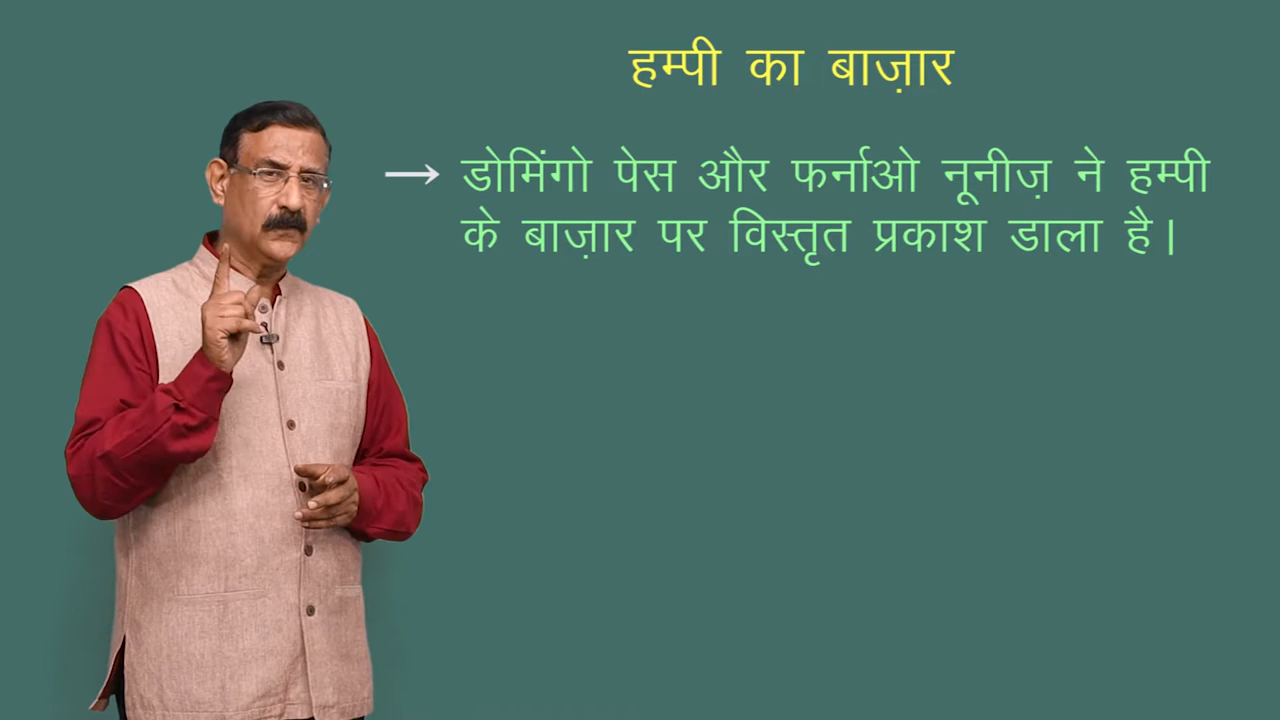 हम्पी का बाज़ार
→ डोमिंगो पेस और फर्नाओ नूनीज़ ने हम्पी
के बाज़ार पर विस्तृत प्रकाश डाला है।